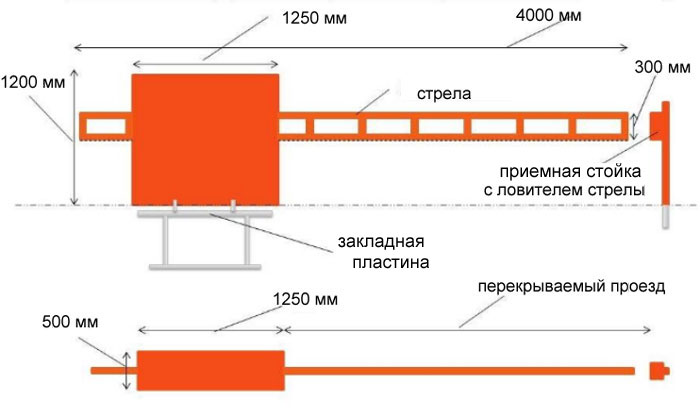 1250 мм
4000 мм
1200 мм
300 мм
стрела
приемная стойка
с ловителем стрелы
закладная
пластина
1250 мм
перекрываемый проезд
500 мм